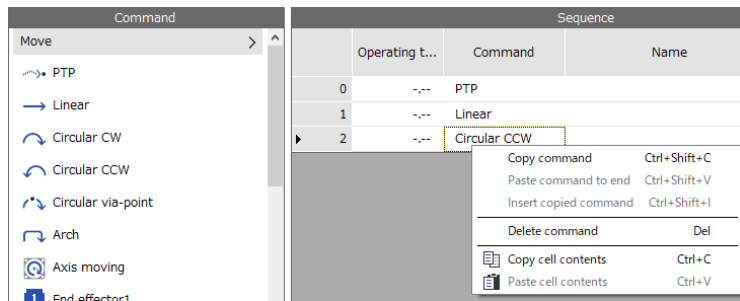 Command
Move
PTP
Linear
Circular CW
Circular CCW
Circular via-point
Arch
Axis moving
1 End effector1
Sequence
Operating t... Command Name
0 -.-- PTP
1 -.-- Linear
2 -.-- Circular CCW
Copy command Ctrl+Shift+C
Paste command to end Ctrl+Shift+V
Insert copied command Ctrl+Shift+I
Delete command Del
Copy cell contents Ctrl+C
Paste cell contents Ctrl+V